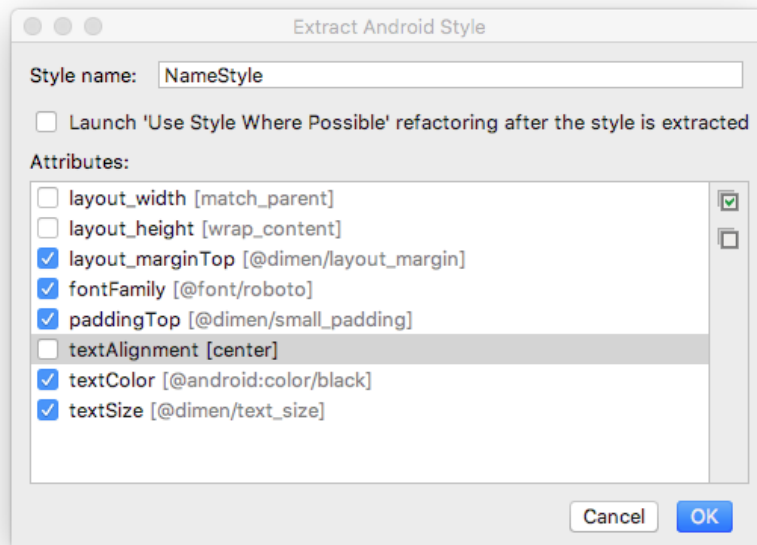 Extract Android Style
Style name: NameStyle
Launch 'Use Style Where Possible' refactoring after the style is extracted
Attributes:
layout_width [match_parent]
layout_height [wrap_content]
layout_marginTop [@dimen/layout_margin]
fontFamily [@font/roboto]
paddingTop [@dimen/small_padding]
textAlignment [center]
textColor [@android:color/black]
textSize [@dimen/text_size]
Cancel OK